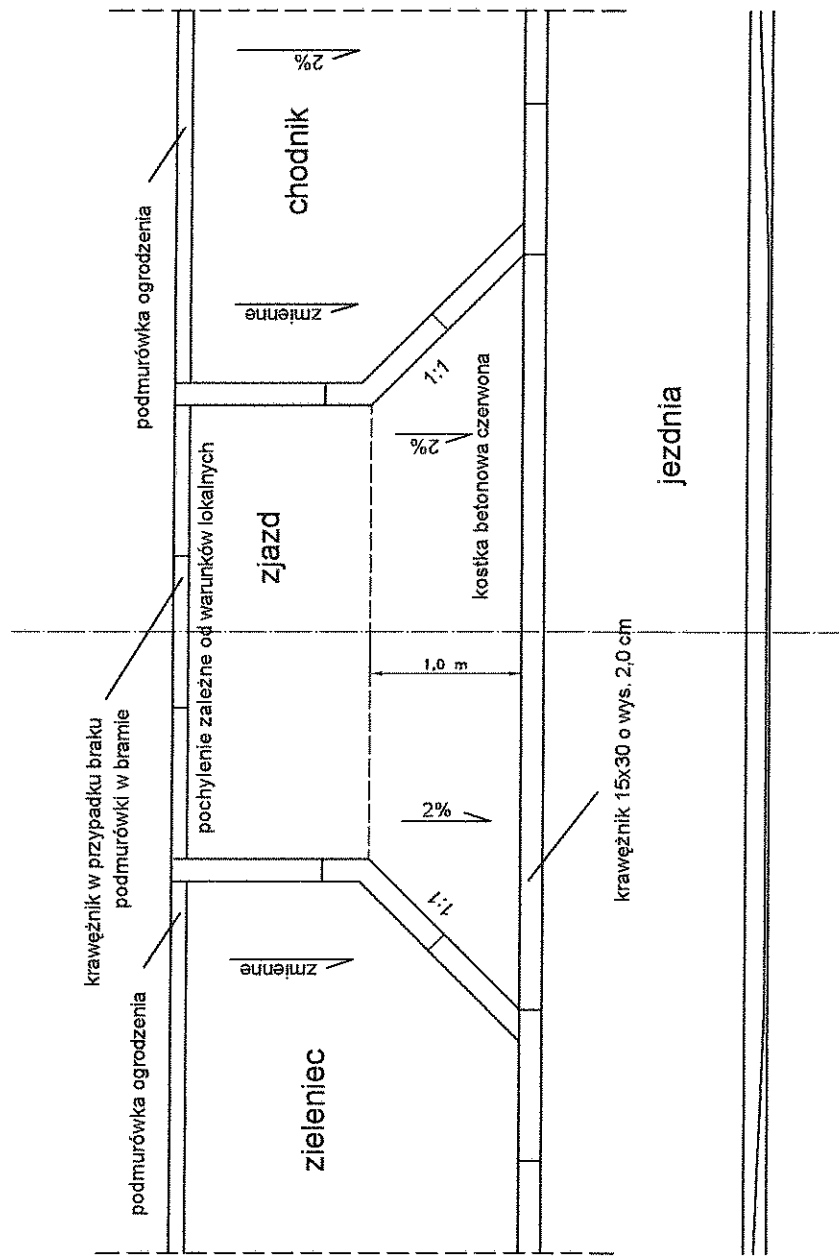 krawężnik w przypadku braku
podmurówki w bramie
podmurówka ogrodzenia
podmurówka ogrodzenia
pochylenie zależne od warunków lokalnych
zieleniec
zmienne
zjazd
zmienne
chodnik
2%
1:1
2%
1,0 m
2%
1:1
kostka betonowa czerwona
krawężnik 15x30 o wys. 2,0 cm
jezdnia